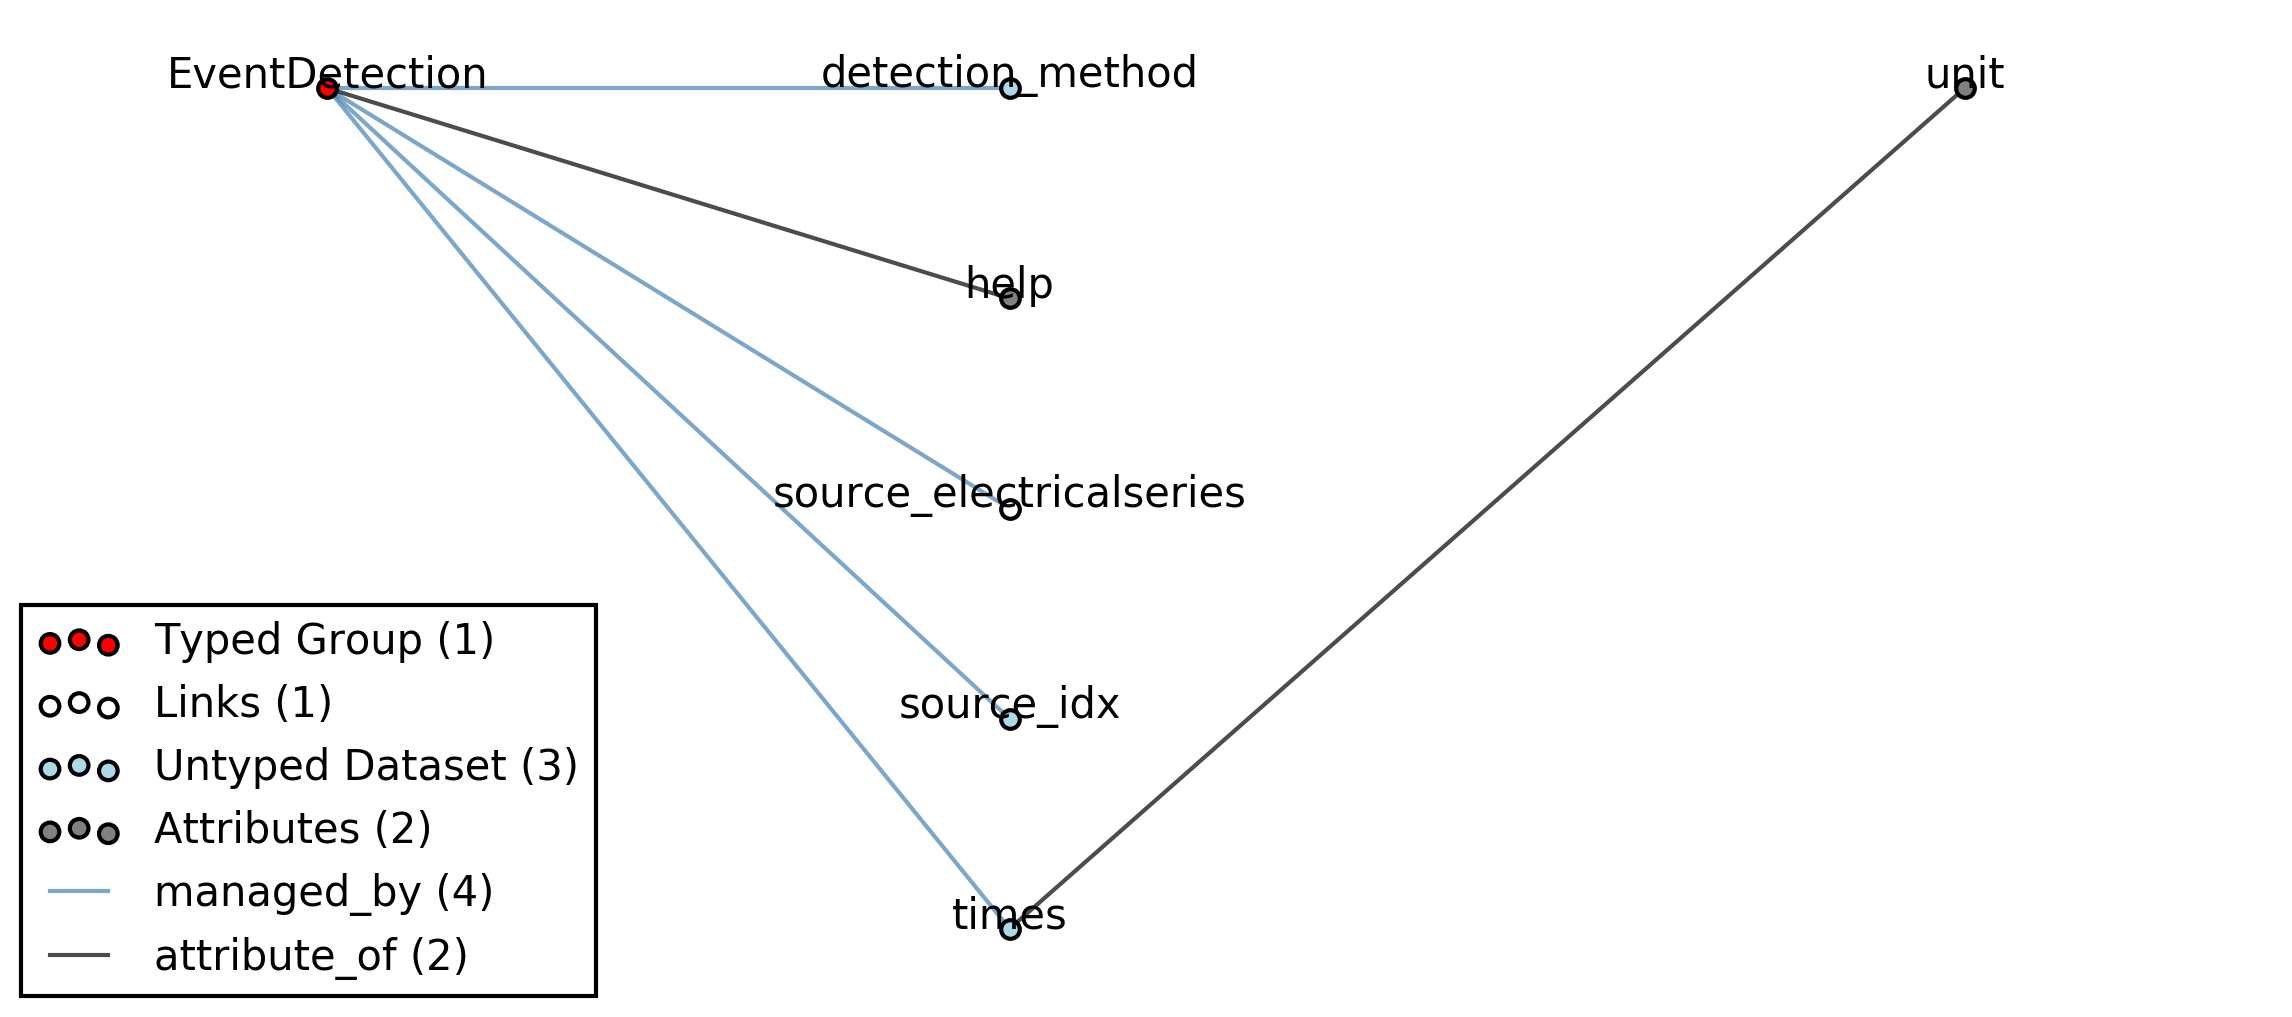 EventDetection
detection_method
unit
help
source_electricalseries
source_idx
times
Typed Group (1)
Links (1)
Untyped Dataset (3)
Attributes (2)
managed_by (4)
attribute_of (2)